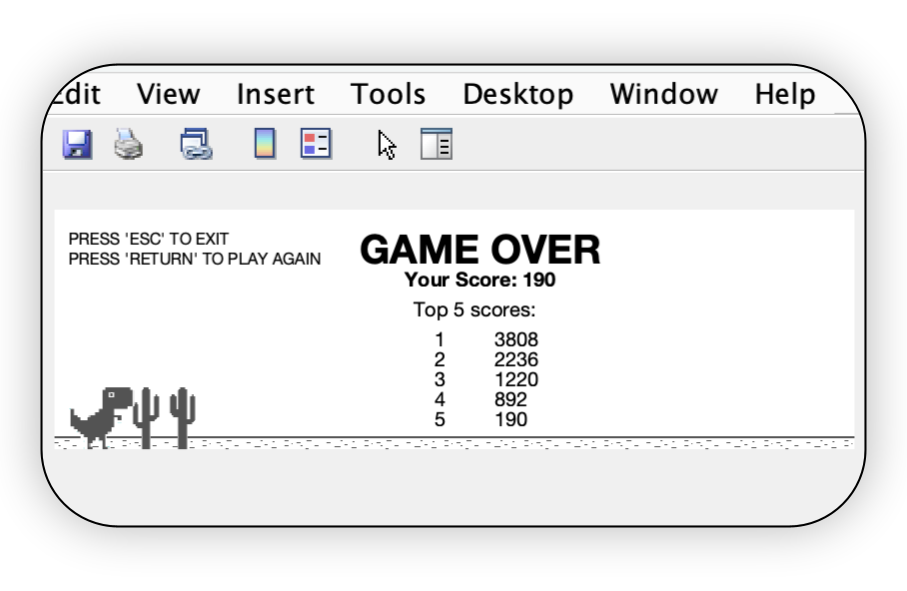 Edit View Insert Tools Desktop Window Help
PRESS 'ESC' TO EXIT
PRESS 'RETURN' TO PLAY AGAIN
GAME OVER
Your Score: 190
Top 5 scores:
1 3808
2 2236
3 1220
4 892
5 190